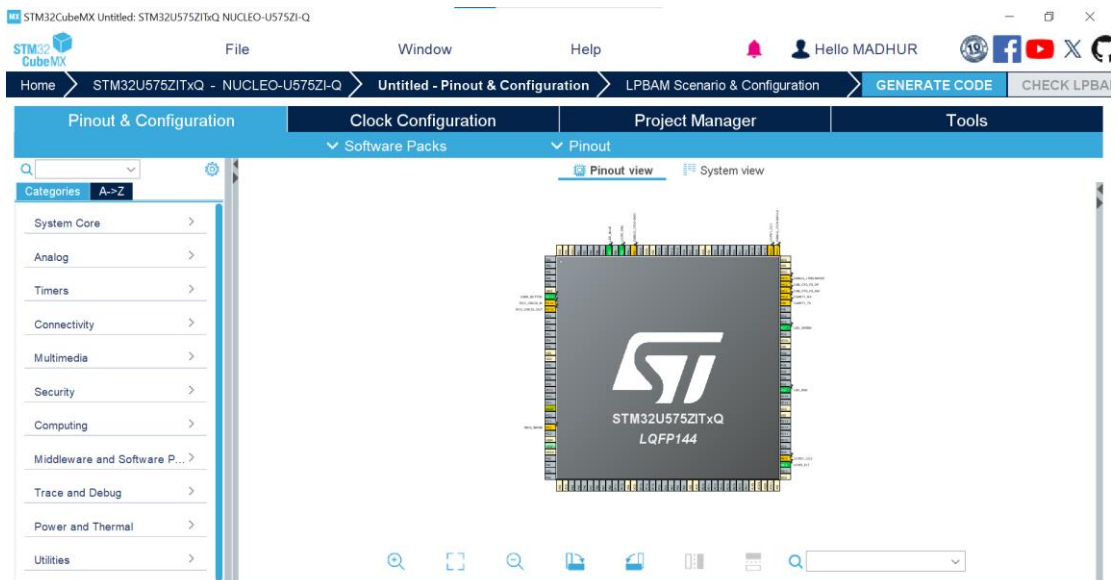 MX STM32CubeMX Untitled: STM32U575ZITxQ NUCLEO-U575ZI-Q
STM32 CubeMX
File Window Help Hello MADHUR 10
Home STM32U575ZITxQ - NUCLEO-U575ZI-Q Untitled - Pinout & Configuration LPBAM Scenario & Configuration GENERATE CODE CHECK LPBA
Pinout & Configuration Clock Configuration Project Manager Tools
Software Packs Pinout
Pinout view System view
Categories A->Z
System Core
Analog
Timers
Connectivity
Multimedia
Security
Computing
Middleware and Software P...
Trace and Debug
Power and Thermal
Utilities
STM32U575ZITxQ
LQFP144